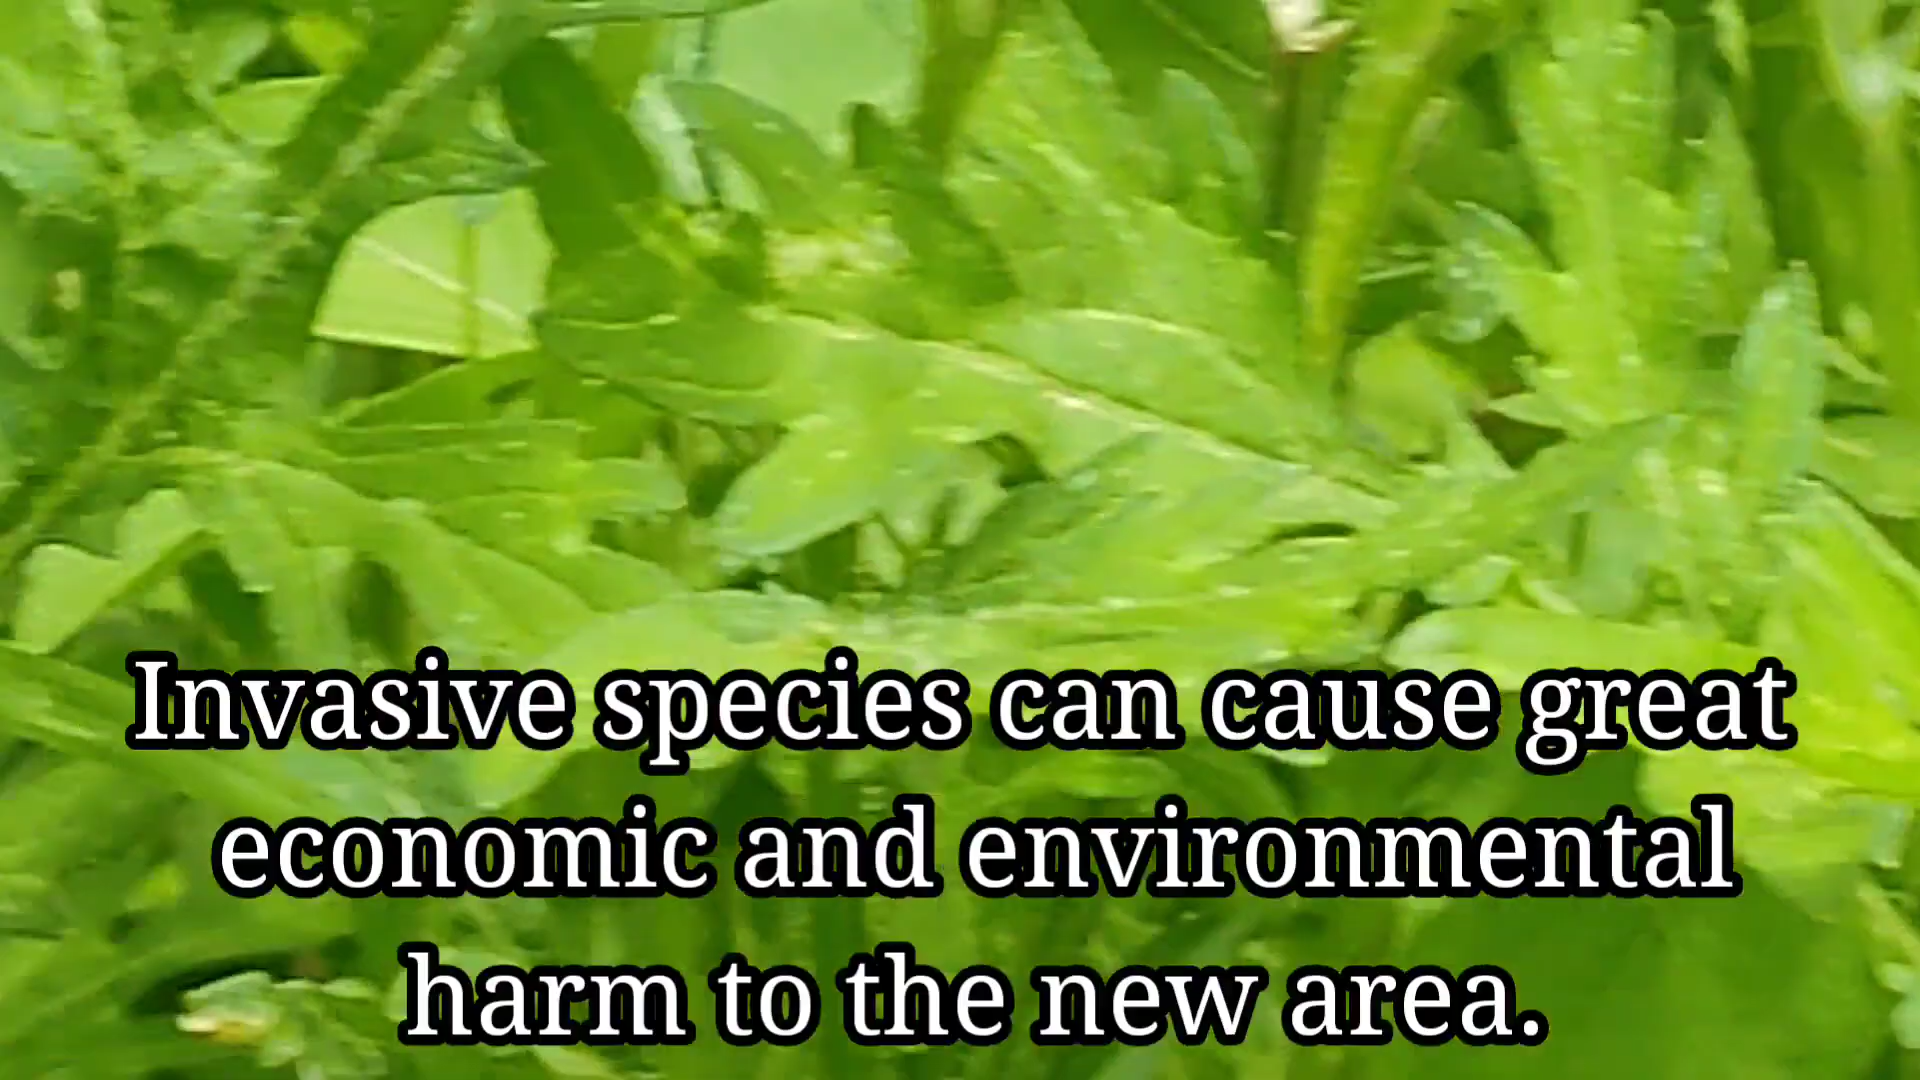 Invasive species can cause great
economic and environmental
harm to the new area.